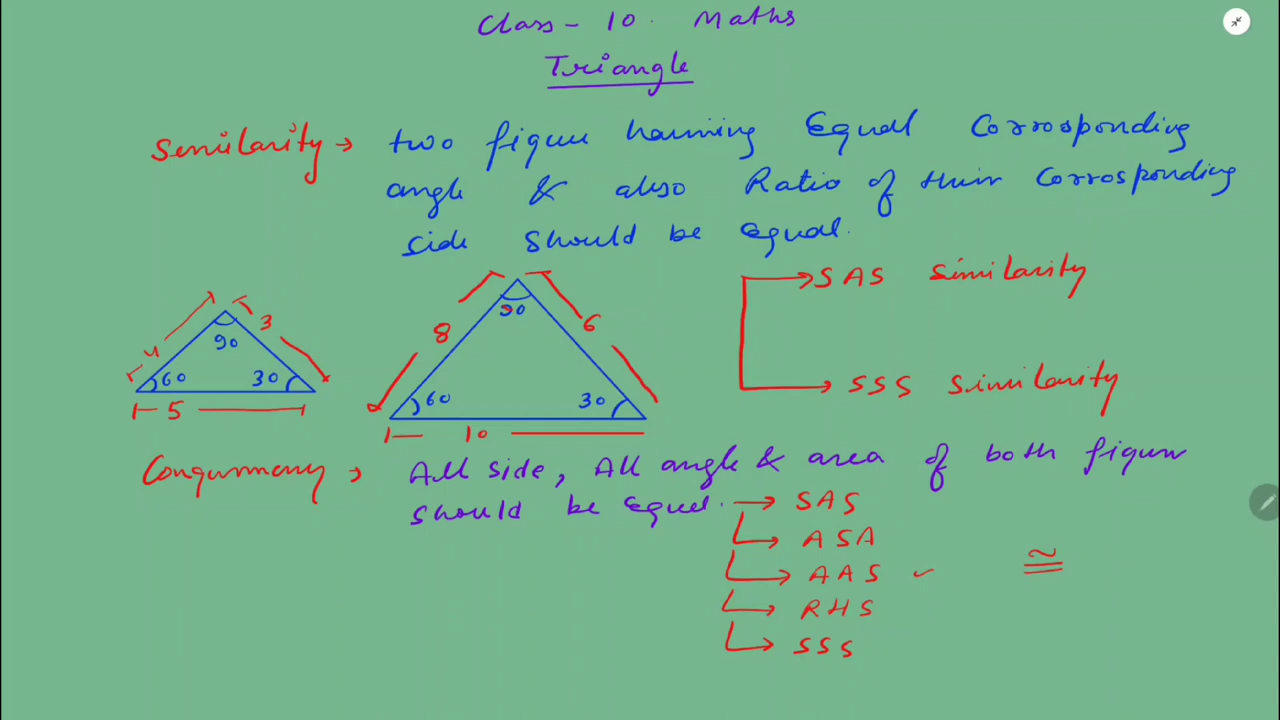 Class - 10. Maths
Triangle
Similarity → two figure having Equal Corrosponding
angle & also Ratio of their Corrosponding
side should be equal.
SAS similarity
4 3 90 60 30 5
8 6 90 60 30 10
SSS similarity
→ All side, All angle & area of both figure
should be Equal. → SAS
ASA
AAS ✓ ≅
RHS
SSS